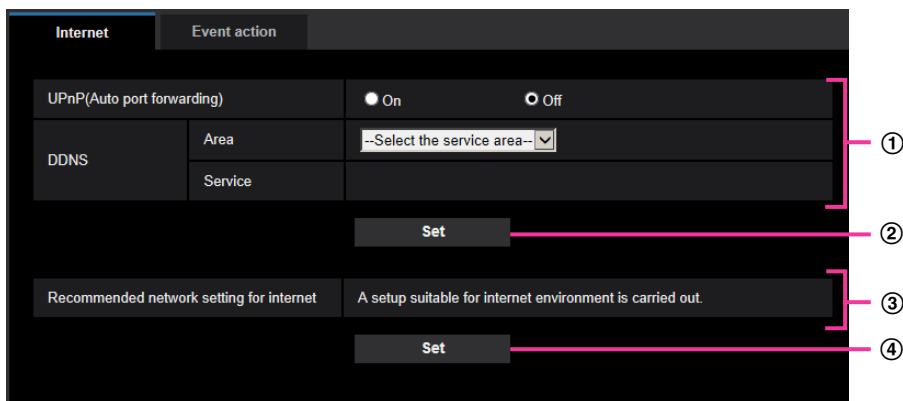 Internet Event action
UPnP(Auto port forwarding) On Off
DDNS Area --Select the service area--
Service
①
Set ②
Recommended network setting for internet A setup suitable for internet environment is carried out. ③
Set ④